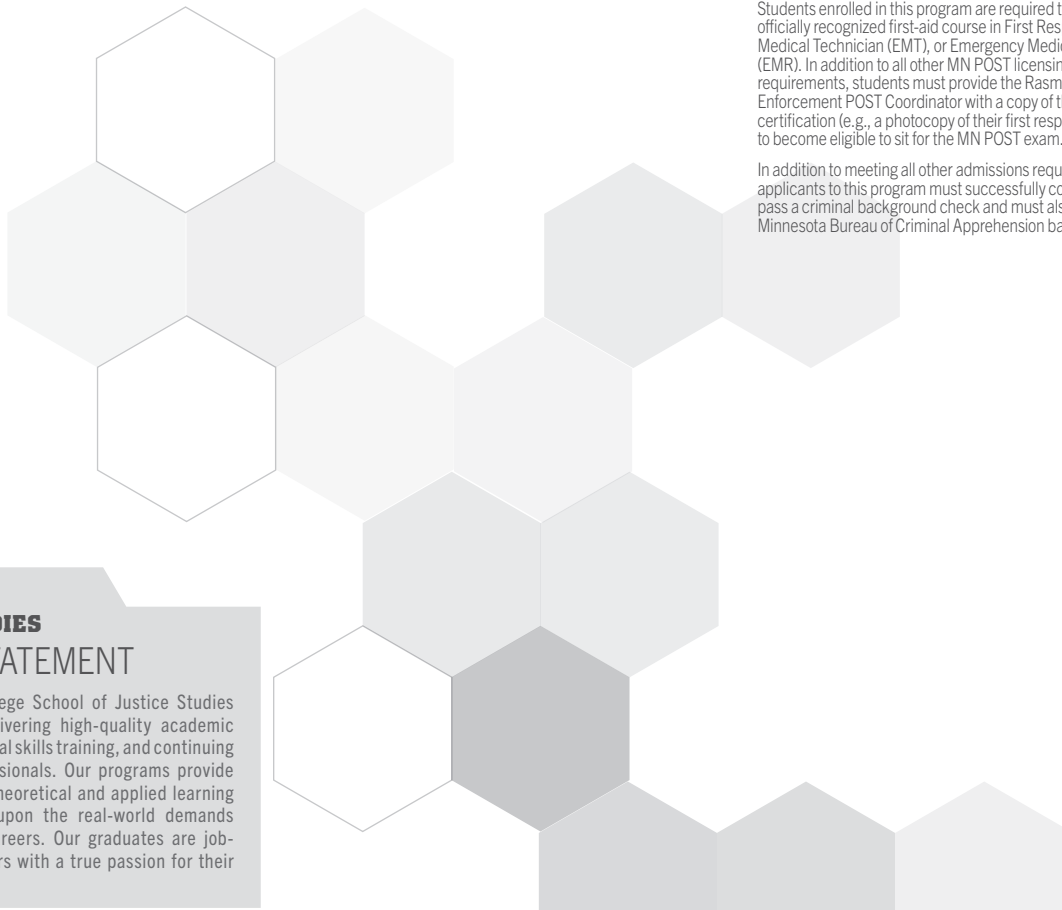 Students enrolled in this program are required t
officially recognized first-aid course in First Res
Medical Technician (EMT), or Emergency Medic
(EMR). In addition to all other MN POST licensin
requirements, students must provide the Rasm
Enforcement POST Coordinator with a copy of t
certification (e.g., a photocopy of their first resp
to become eligible to sit for the MN POST exam.
In addition to meeting all other admissions requ
applicants to this program must successfully co
pass a criminal background check and must als
Minnesota Bureau of Criminal Apprehension ba
DIES
ATEMENT
ege School of Justice Studies
ivering high-quality academic
al skills training, and continuing
sionals. Our programs provide
heoretical and applied learning
upon the real-world demands
areers. Our graduates are job-
rs with a true passion for their